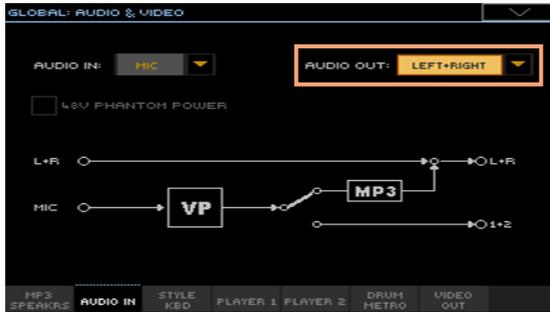 GLOBAL: AUDIO & VIDEO
AUDIO IN: MIC
AUDIO OUT: LEFT+RIGHT
48V PHANTOM POWER
L+R
L+R
MIC
VP
MP3
1+2
MP3 SPEAKRS
AUDIO IN
STYLE KBD
PLAYER 1
PLAYER 2
DRUM METRO
VIDEO OUT